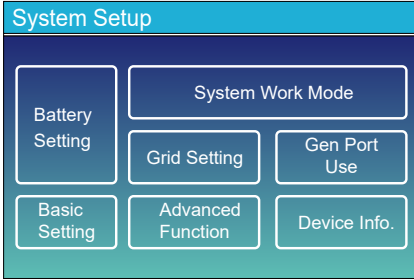 System Setup
Battery
Setting
System Work Mode
Grid Setting
Gen Port
Use
Basic
Setting
Advanced
Function
Device Info.